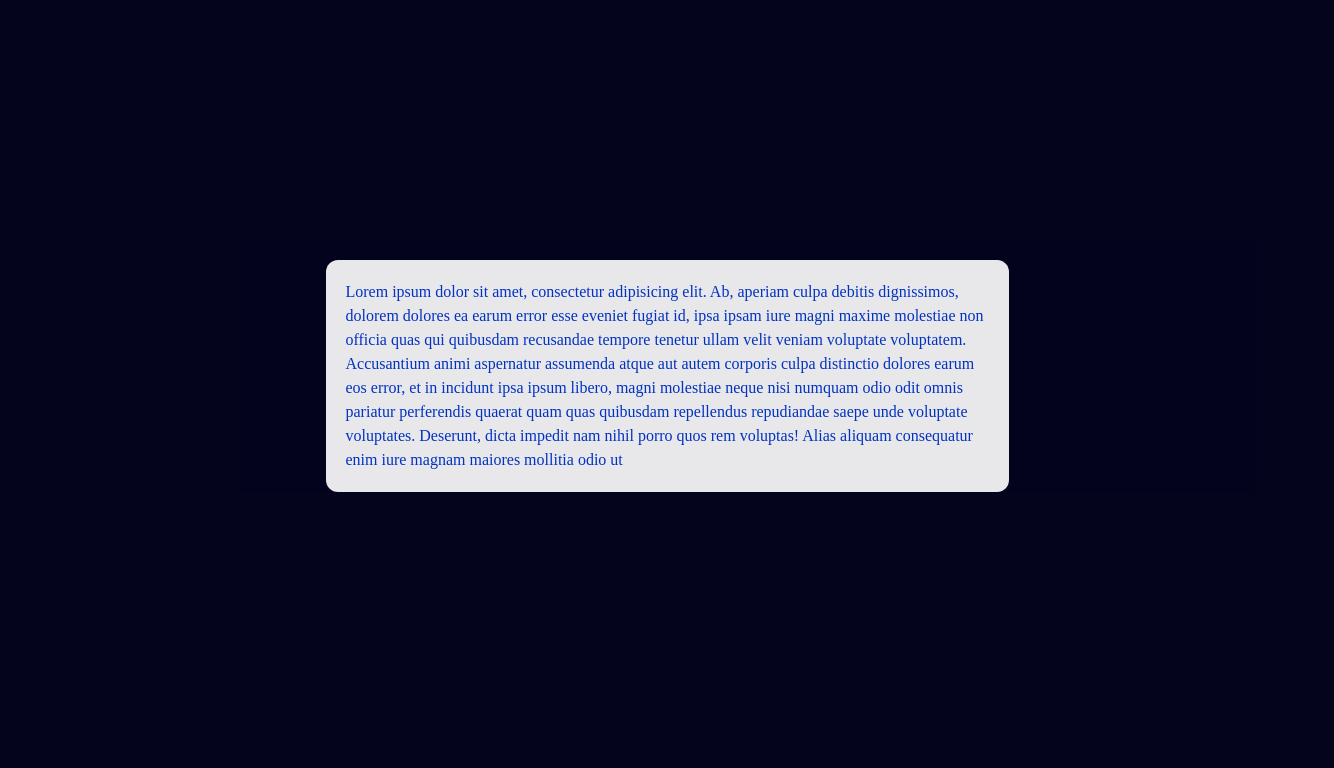 Lorem ipsum dolor sit amet, consectetur adipisicing elit. Ab, aperiam culpa debitis dignissimos,
dolorem dolores ea earum error esse eveniet fugiat id, ipsa ipsam iure magni maxime molestiae non
officia quas qui quibusdam recusandae tempore tenetur ullam velit veniam voluptate voluptatem.
Accusantium animi aspernatur assumenda atque aut autem corporis culpa distinctio dolores earum
eos error, et in incidunt ipsa ipsum libero, magni molestiae neque nisi numquam odio odit omnis
pariatur perferendis quaerat quam quas quibusdam repellendus repudiandae saepe unde voluptate
voluptates. Deserunt, dicta impedit nam nihil porro quos rem voluptas! Alias aliquam consequatur
enim iure magnam maiores mollitia odio ut